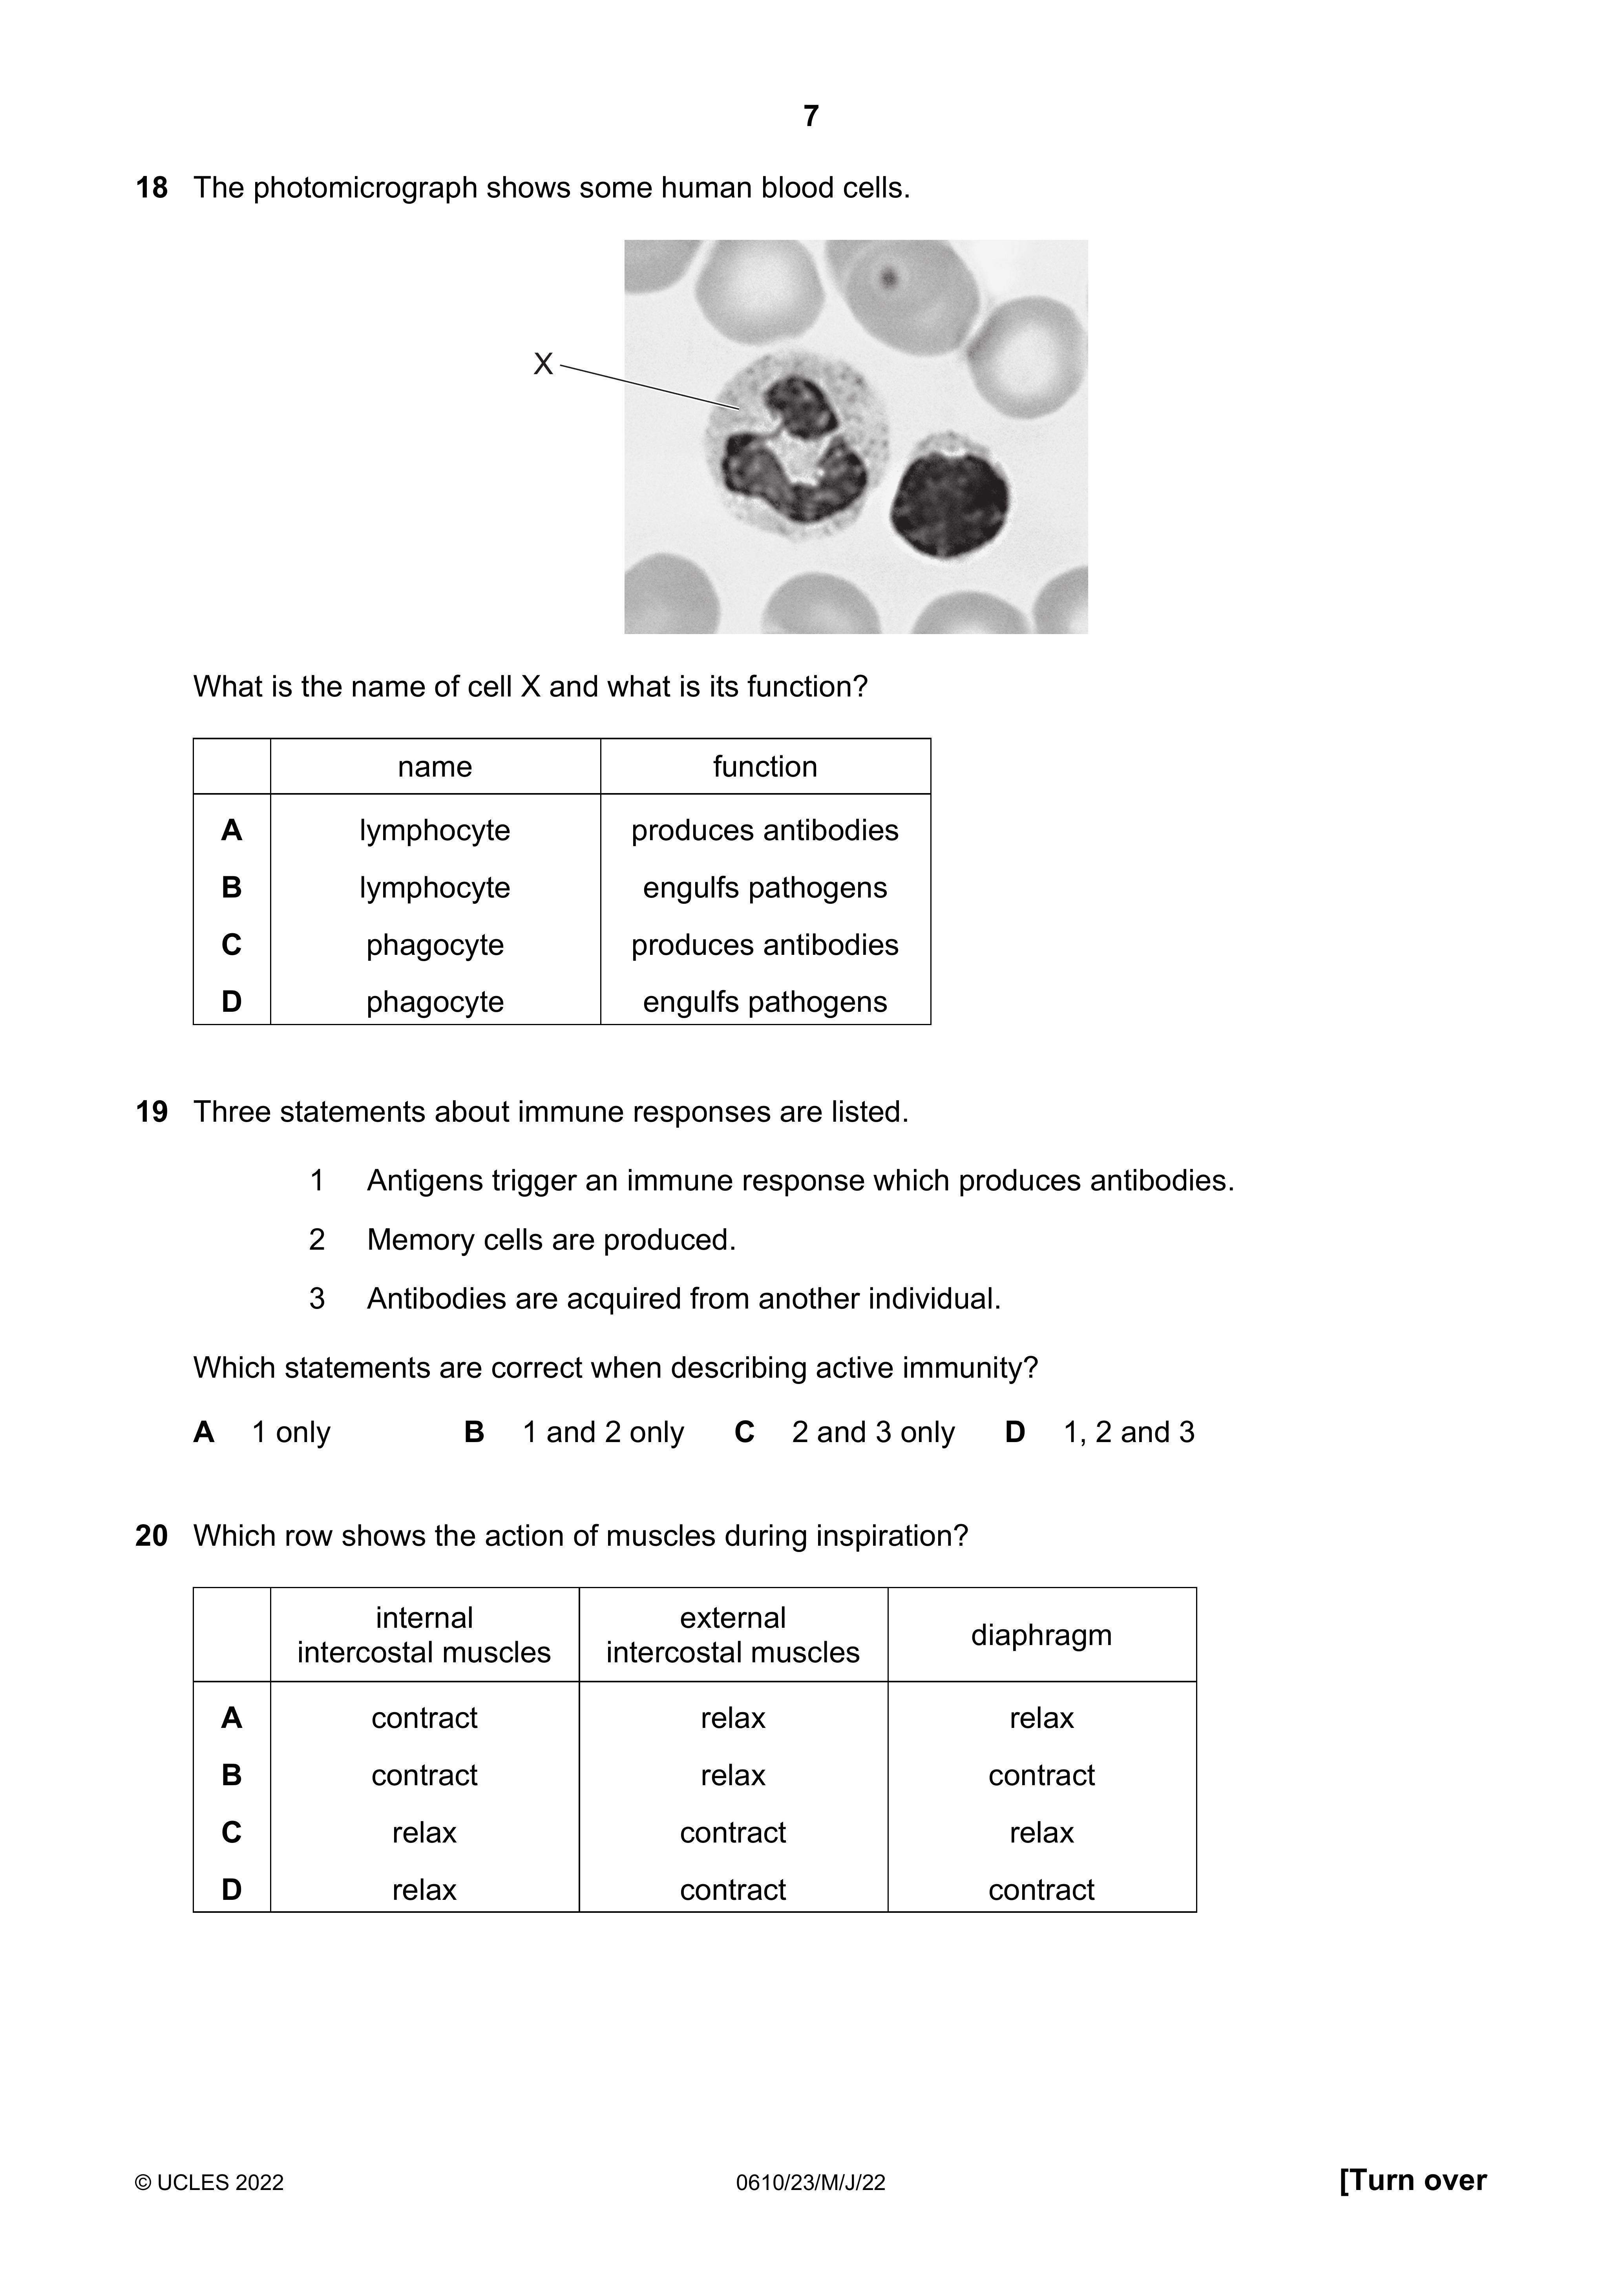 7
18 The photomicrograph shows some human blood cells.
X
What is the name of cell X and what is its function?
name function
A lymphocyte produces antibodies
B lymphocyte engulfs pathogens
C phagocyte produces antibodies
D phagocyte engulfs pathogens
19 Three statements about immune responses are listed.
1 Antigens trigger an immune response which produces antibodies.
2 Memory cells are produced.
3 Antibodies are acquired from another individual.
Which statements are correct when describing active immunity?
A 1 only B 1 and 2 only C 2 and 3 only D 1, 2 and 3
20 Which row shows the action of muscles during inspiration?
internal intercostal muscles external intercostal muscles diaphragm
A contract relax relax
B contract relax contract
C relax contract relax
D relax contract contract
© UCLES 2022 0610/23/M/J/22 [Turn over